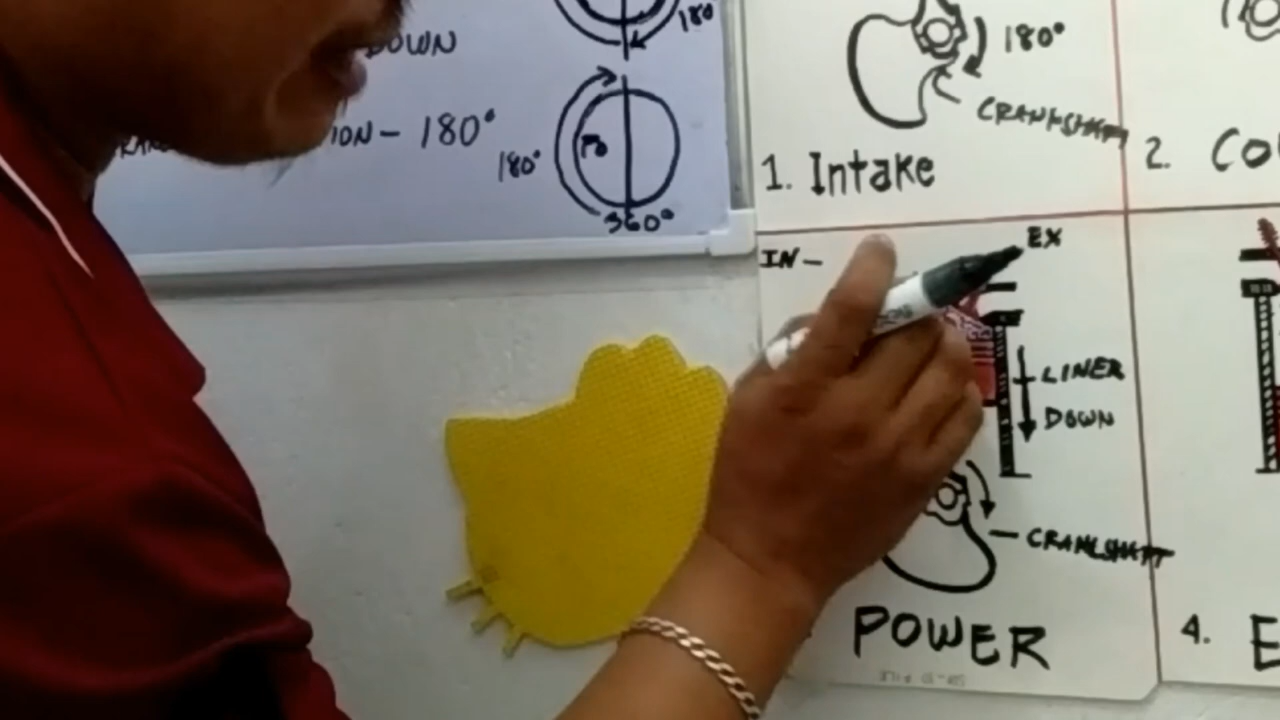 180
DOWN
ION- 180°
180°
Po
360°
180°
CRANKSHAFT
1. Intake
2. Co
IN-
EX
LINER
DOWN
CRANKSHAFT
POWER
4. E